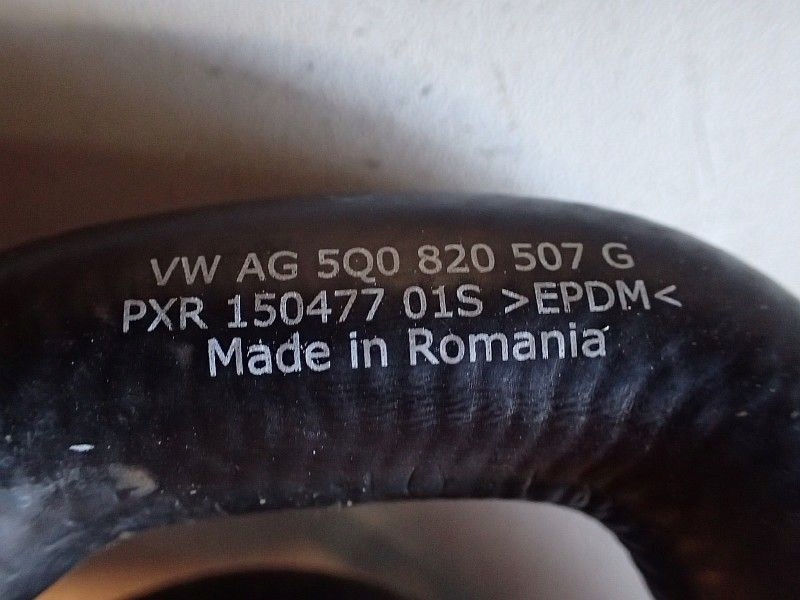 VW AG 5Q0 820 507 G
PXR 150477 01S >EPDM<
Made in Romania